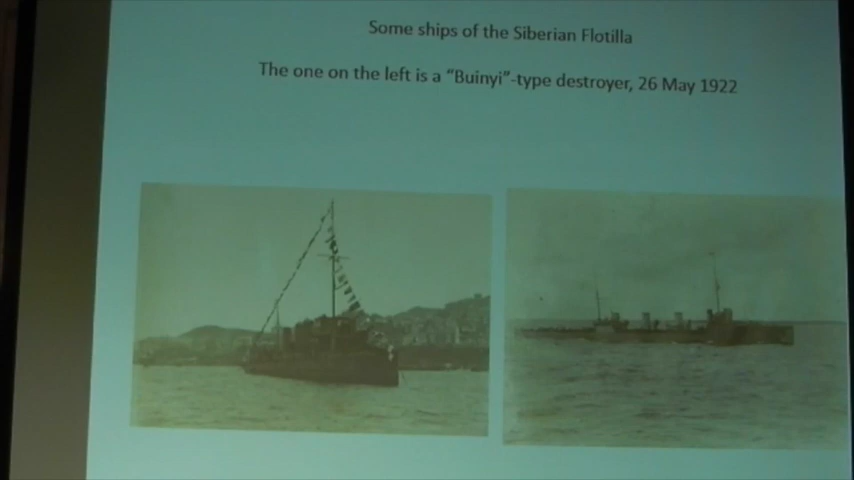 Some ships of the Siberian Flotilla
The one on the left is a “Buinyi”-type destroyer, 26 May 1922